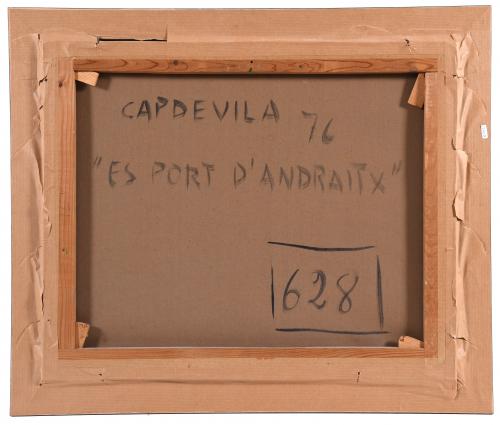 CAPDEVILA 76
"ES PORT D'ANDRAITX"
628